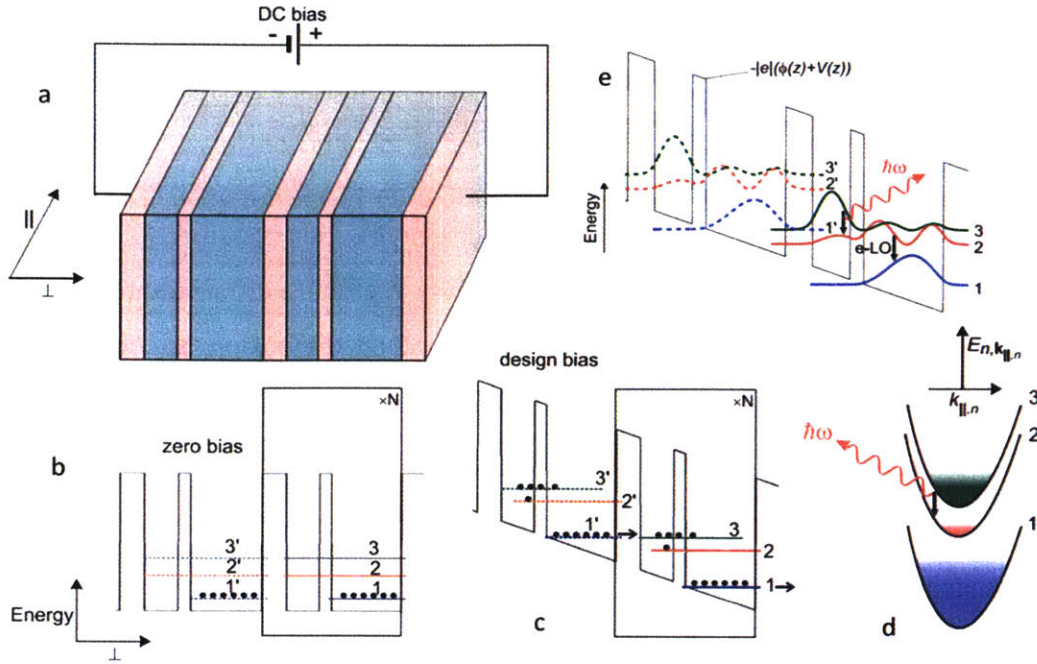 DC bias
- +
a
||
⊥
e
-|e|(ϕ(z)+V(z))
Energy
3'
2'
1'
ħω
e-LO
3
2
1
b
zero bias
×N
3'
2'
1'
3
2
1
Energy
⊥
design bias
×N
3'
2'
1'
3
2
1
c
E n,k||,n
k||,n
3
2
1
ħω
d